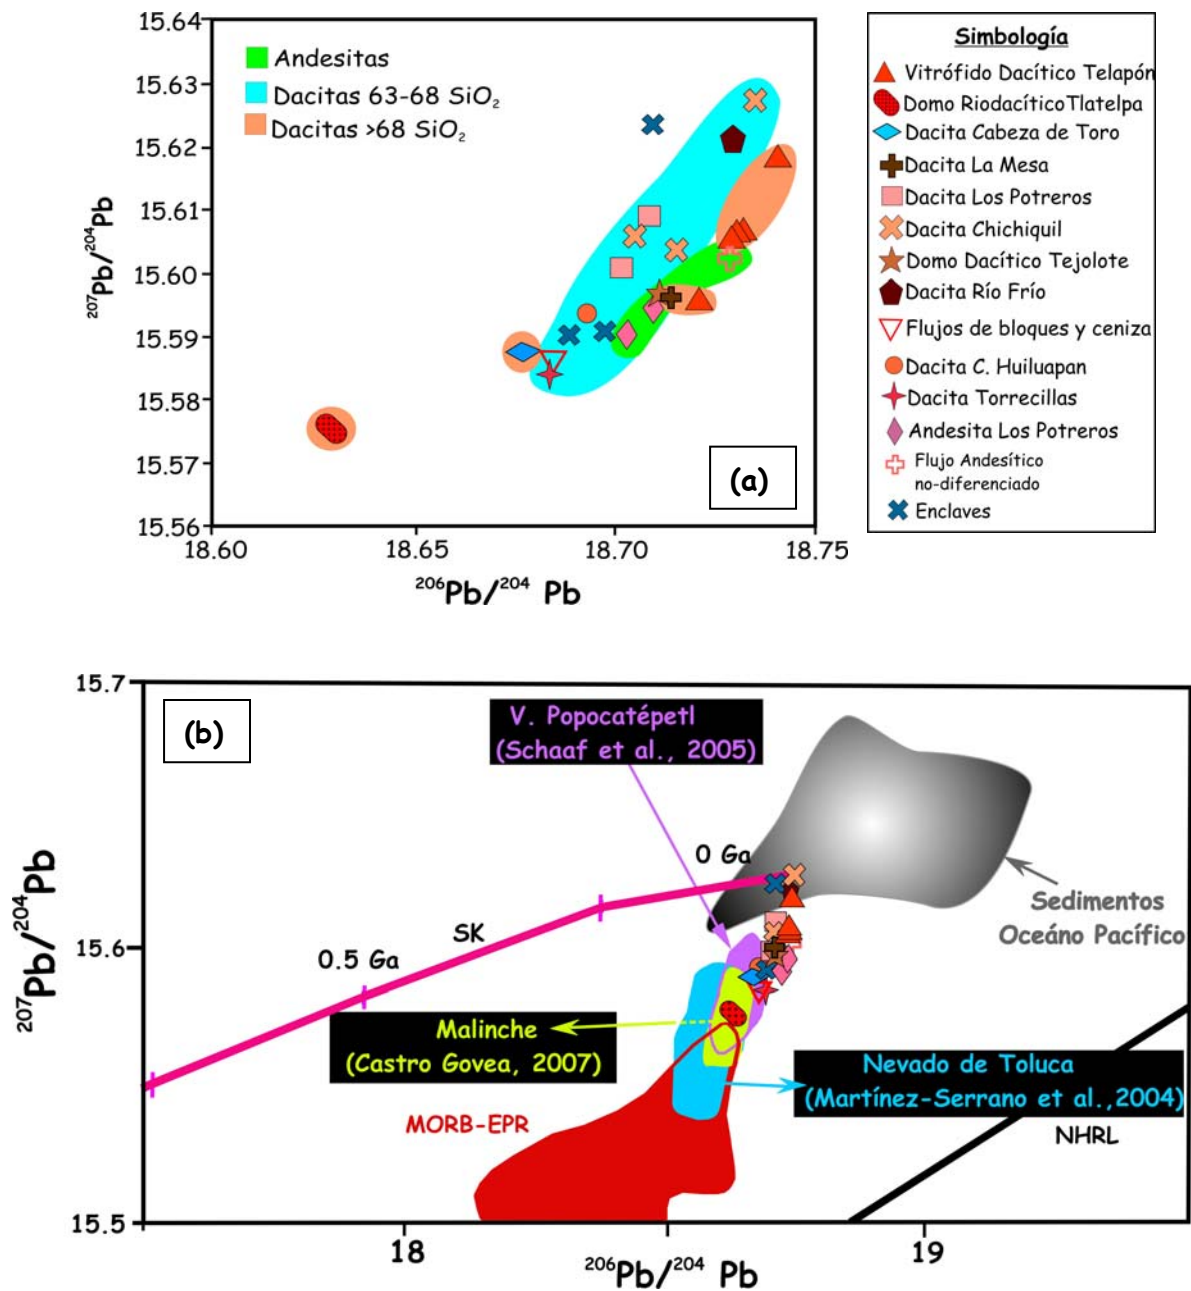 15.64
15.63
15.62
15.61
15.60
15.59
15.58
15.57
15.56
18.60
18.65
18.70
18.75
²⁰⁷Pb/²⁰⁴Pb
²⁰⁶Pb/²⁰⁴ Pb
Andesitas
Dacitas 63-68 SiO₂
Dacitas >68 SiO₂
(a)
Simbología
Vitrófido Dacítico Telapón
Domo RiodacíticoTlatelpa
Dacita Cabeza de Toro
Dacita La Mesa
Dacita Los Potreros
Dacita Chichiquil
Domo Dacítico Tejolote
Dacita Río Frío
Flujos de bloques y ceniza
Dacita C. Huiluapan
Dacita Torrecillas
Andesita Los Potreros
Flujo Andesítico
no-diferenciado
Enclaves
15.7
15.6
15.5
18
19
²⁰⁷Pb/²⁰⁴Pb
²⁰⁶Pb/²⁰⁴ Pb
(b)
V. Popocatépetl
(Schaaf et al., 2005)
0 Ga
SK
0.5 Ga
Sedimentos
Oceáno Pacífico
Malinche
(Castro Govea, 2007)
Nevado de Toluca
(Martínez-Serrano et al.,2004)
MORB-EPR
NHRL